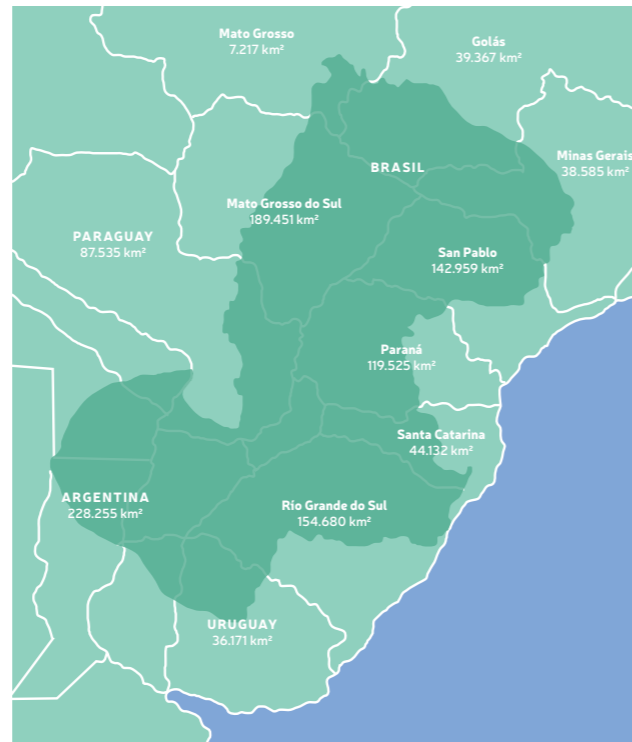 Mato Grosso
7.217 km²
Golás
39.367 km²
BRASIL
Minas Gerais
38.585 km²
Mato Grosso do Sul
189.451 km²
PARAGUAY
87.535 km²
San Pablo
142.959 km²
Paraná
119.525 km²
Santa Catarina
44.132 km²
ARGENTINA
228.255 km²
Río Grande do Sul
154.680 km²
URUGUAY
36.171 km²